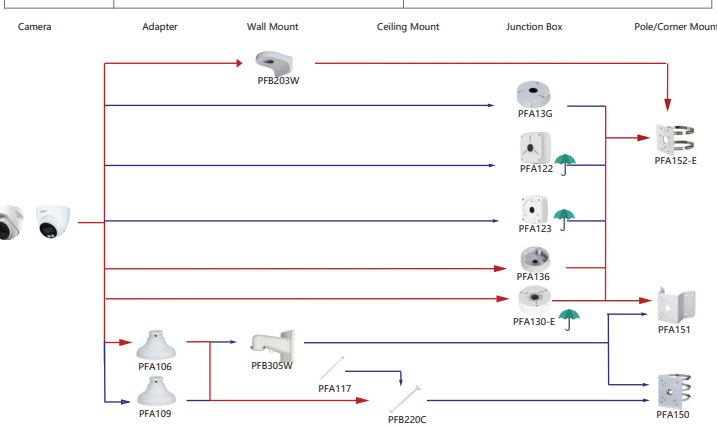 Camera
Adapter
Wall Mount
Ceiling Mount
Junction Box
Pole/Corner Mount
PFB203W
PFA13G
PFA122
PFA152-E
PFA123
PFA136
PFA130-E
PFA151
PFA106
PFB305W
PFA117
PFA109
PFB220C
PFA150